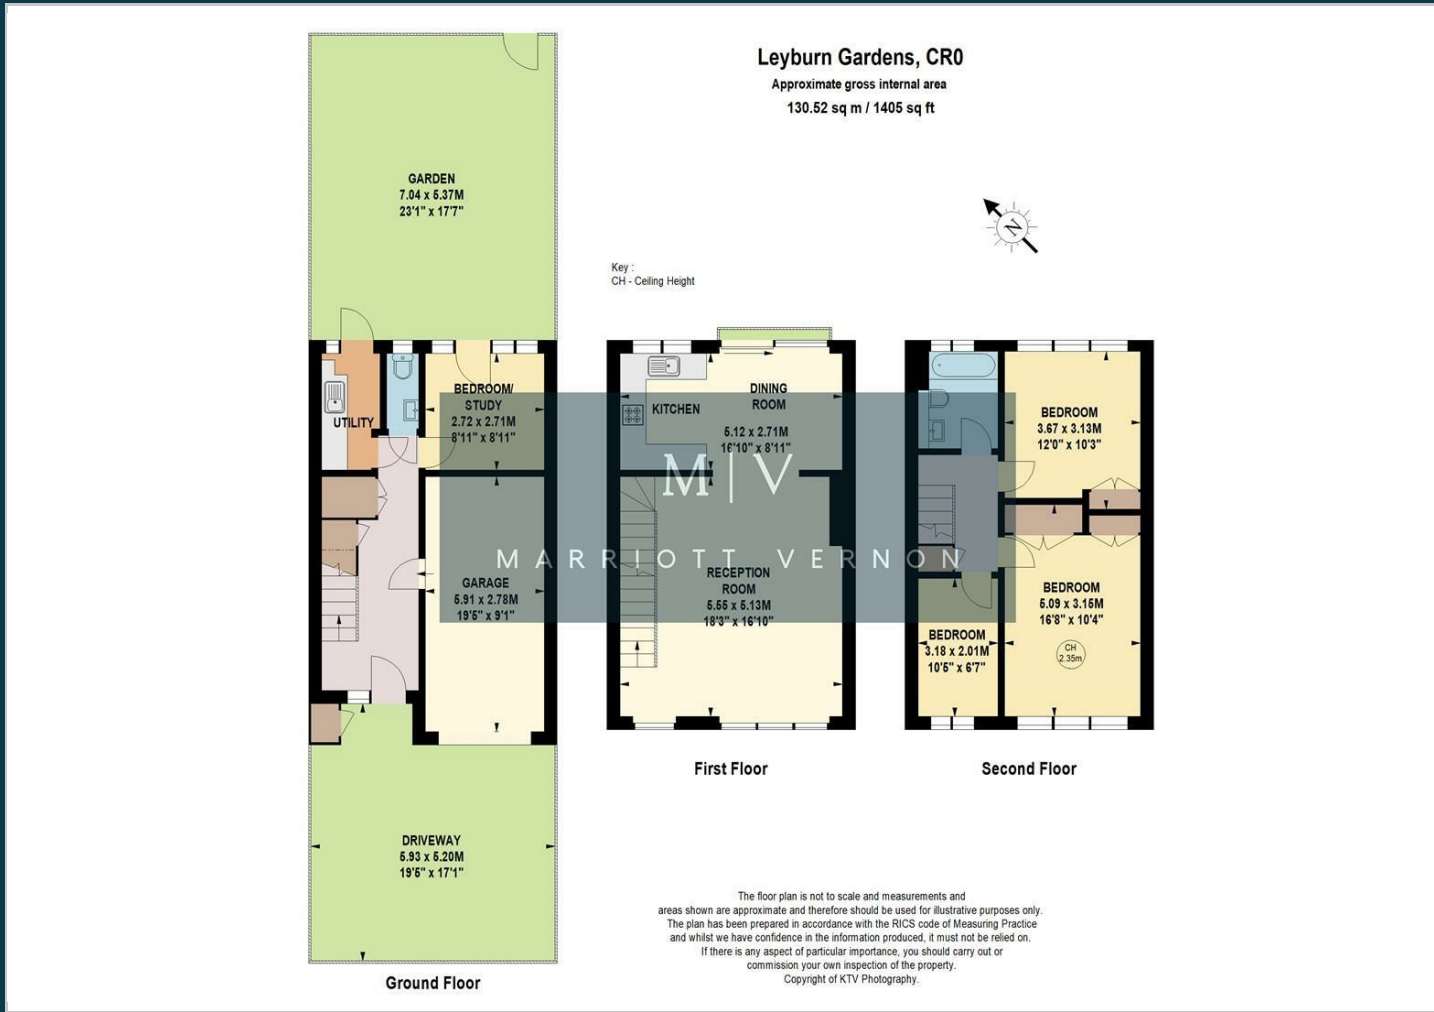 Leyburn Gardens, CR0
Approximate gross internal area
130.52 sq m / 1405 sq ft
N
Key :
CH - Ceiling Height
GARDEN
7.04 x 5.37M
23'1" x 17'7"
UTILITY
BEDROOM/
STUDY
2.72 x 2.71M
8'11" x 8'11"
GARAGE
5.91 x 2.78M
19'5" x 9'1"
DRIVEWAY
5.93 x 5.20M
19'5" x 17'1"
Ground Floor
KITCHEN
DINING
ROOM
5.12 x 2.71M
16'10" x 8'11"
M|V
MARRIOTT VERNON
RECEPTION
ROOM
5.55 x 5.13M
18'3" x 16'10"
First Floor
BEDROOM
3.67 x 3.13M
12'0" x 10'3"
BEDROOM
5.09 x 3.15M
16'8" x 10'4"
CH
2.35m
BEDROOM
3.18 x 2.01M
10'5" x 6'7"
Second Floor
The floor plan is not to scale and measurements and
areas shown are approximate and therefore should be used for illustrative purposes only.
The plan has been prepared in accordance with the RICS code of Measuring Practice
and whilst we have confidence in the information produced, it must not be relied on.
If there is any aspect of particular importance, you should carry out or
commission your own inspection of the property.
Copyright of KTV Photography.